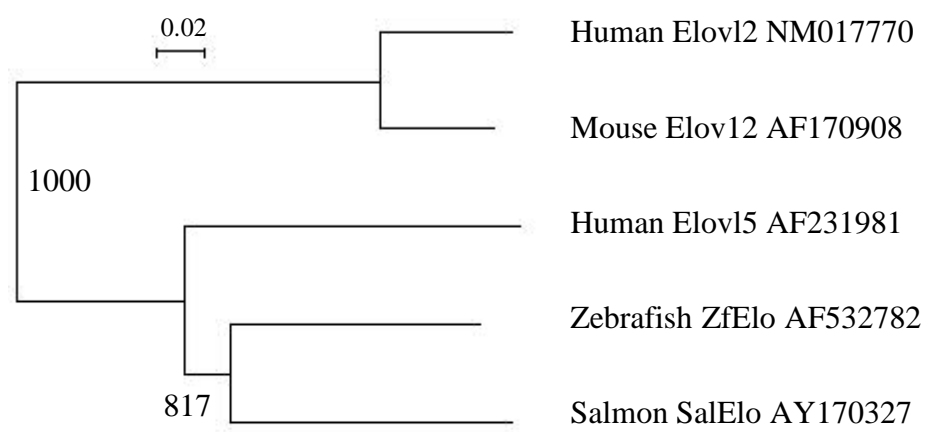 0.02
Human Elovl2 NM017770
Mouse Elov12 AF170908
1000
Human Elovl5 AF231981
Zebrafish ZfElo AF532782
817
Salmon SalElo AY170327